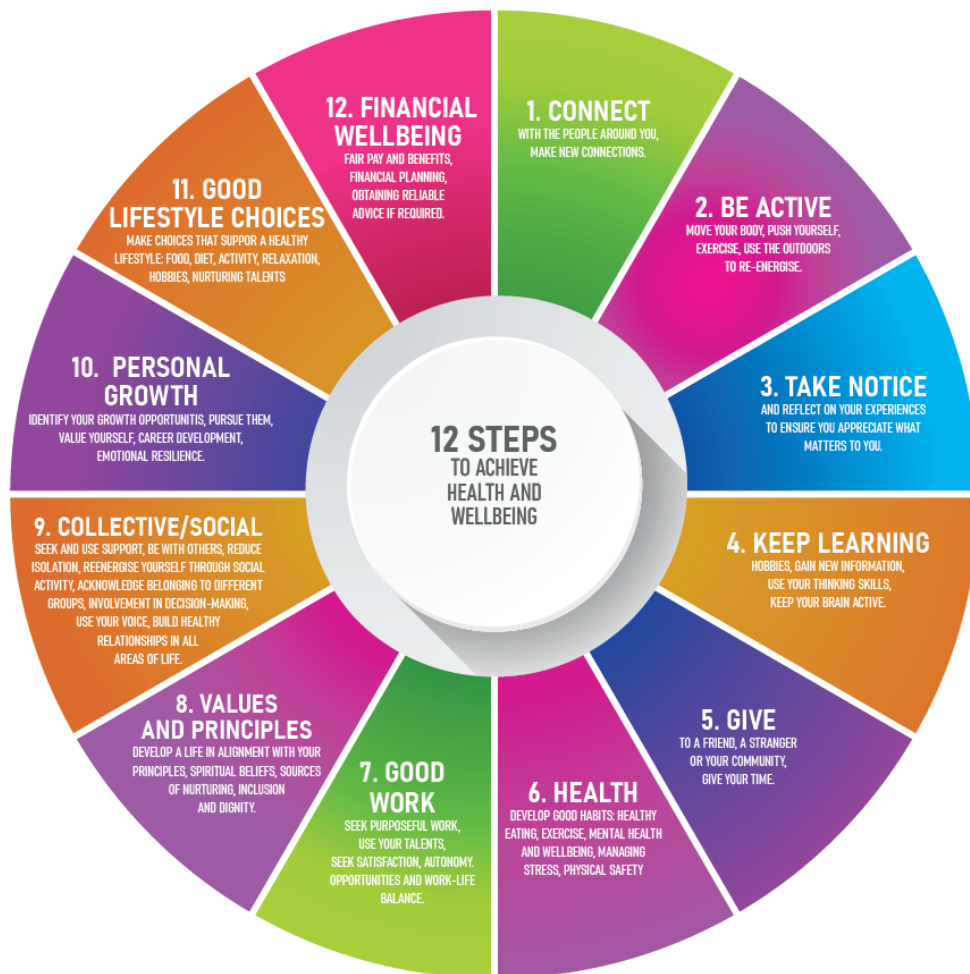 12 STEPS
TO ACHIEVE
HEALTH AND
WELLBEING
1. CONNECT
WITH THE PEOPLE AROUND YOU,
MAKE NEW CONNECTIONS.
2. BE ACTIVE
MOVE YOUR BODY, PUSH YOURSELF,
EXERCISE, USE THE OUTDOORS
TO RE-ENERGISE.
3. TAKE NOTICE
AND REFLECT ON YOUR EXPERIENCES
TO ENSURE YOU APPRECIATE WHAT
MATTERS TO YOU.
4. KEEP LEARNING
HOBBIES, GAIN NEW INFORMATION,
USE YOUR THINKING SKILLS,
KEEP YOUR BRAIN ACTIVE.
5. GIVE
TO A FRIEND, A STRANGER
OR YOUR COMMUNITY,
GIVE YOUR TIME.
6. HEALTH
DEVELOP GOOD HABITS: HEALTHY
EATING, EXERCISE, MENTAL HEALTH
AND WELLBEING, MANAGING
STRESS, PHYSICAL SAFETY
7. GOOD
WORK
SEEK PURPOSEFUL WORK,
USE YOUR TALENTS,
SEEK SATISFACTION, AUTONOMY.
OPPORTUNITIES AND WORK-LIFE
BALANCE.
8. VALUES
AND PRINCIPLES
DEVELOP A LIFE IN ALIGNMENT WITH YOUR
PRINCIPLES, SPIRITUAL BELIEFS, SOURCES
OF NURTURING, INCLUSION
AND DIGNITY.
9. COLLECTIVE/SOCIAL
SEEK AND USE SUPPORT, BE WITH OTHERS, REDUCE
ISOLATION, REENERGISE YOURSELF THROUGH SOCIAL
ACTIVITY, ACKNOWLEDGE BELONGING TO DIFFERENT
GROUPS, INVOLVEMENT IN DECISION-MAKING,
USE YOUR VOICE, BUILD HEALTHY
RELATIONSHIPS IN ALL
AREAS OF LIFE.
10. PERSONAL
GROWTH
IDENTIFY YOUR GROWTH OPPORTUNITIS, PURSUE THEM,
VALUE YOURSELF, CAREER DEVELOPMENT,
EMOTIONAL RESILIENCE.
11. GOOD
LIFESTYLE CHOICES
MAKE CHOICES THAT SUPPOR A HEALTHY
LIFESTYLE: FOOD, DIET, ACTIVITY, RELAXATION,
HOBBIES, NURTURING TALENTS
12. FINANCIAL
WELLBEING
FAIR PAY AND BENEFITS,
FINANCIAL PLANNING,
OBTAINING RELIABLE
ADVICE IF REQUIRED.